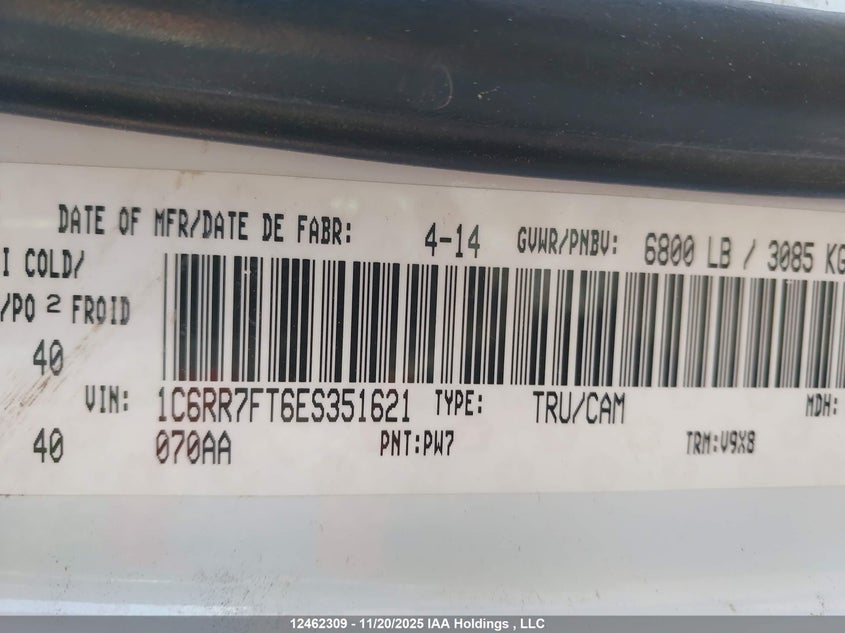 DATE OF MFR/DATE DE FABR: 4-14 GVWR/PNBV: 6800 LB / 3085 KG
I COLD/
/PO 2 FROID
40
VIN: 1C6RR7FT6ES351621 TYPE: TRU/CAM MDH:
40 070AA PNT:PW7 TRM:V9X8
12462309 - 11/20/2025 IAA Holdings , LLC